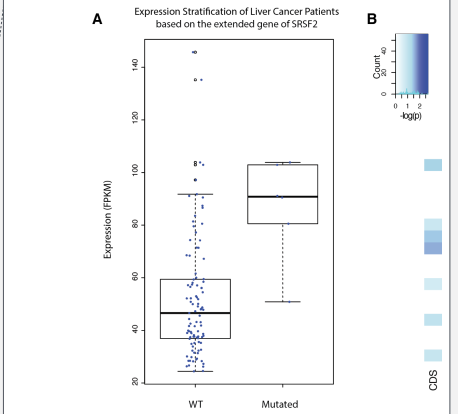 A
Expression Stratification of Liver Cancer Patients
based on the extended gene of SRSF2
Expression (FPKM)
140
120
100
80
60
40
20
WT
Mutated
B
Count
40
20
0
0 1 2
-log(p)
CDS